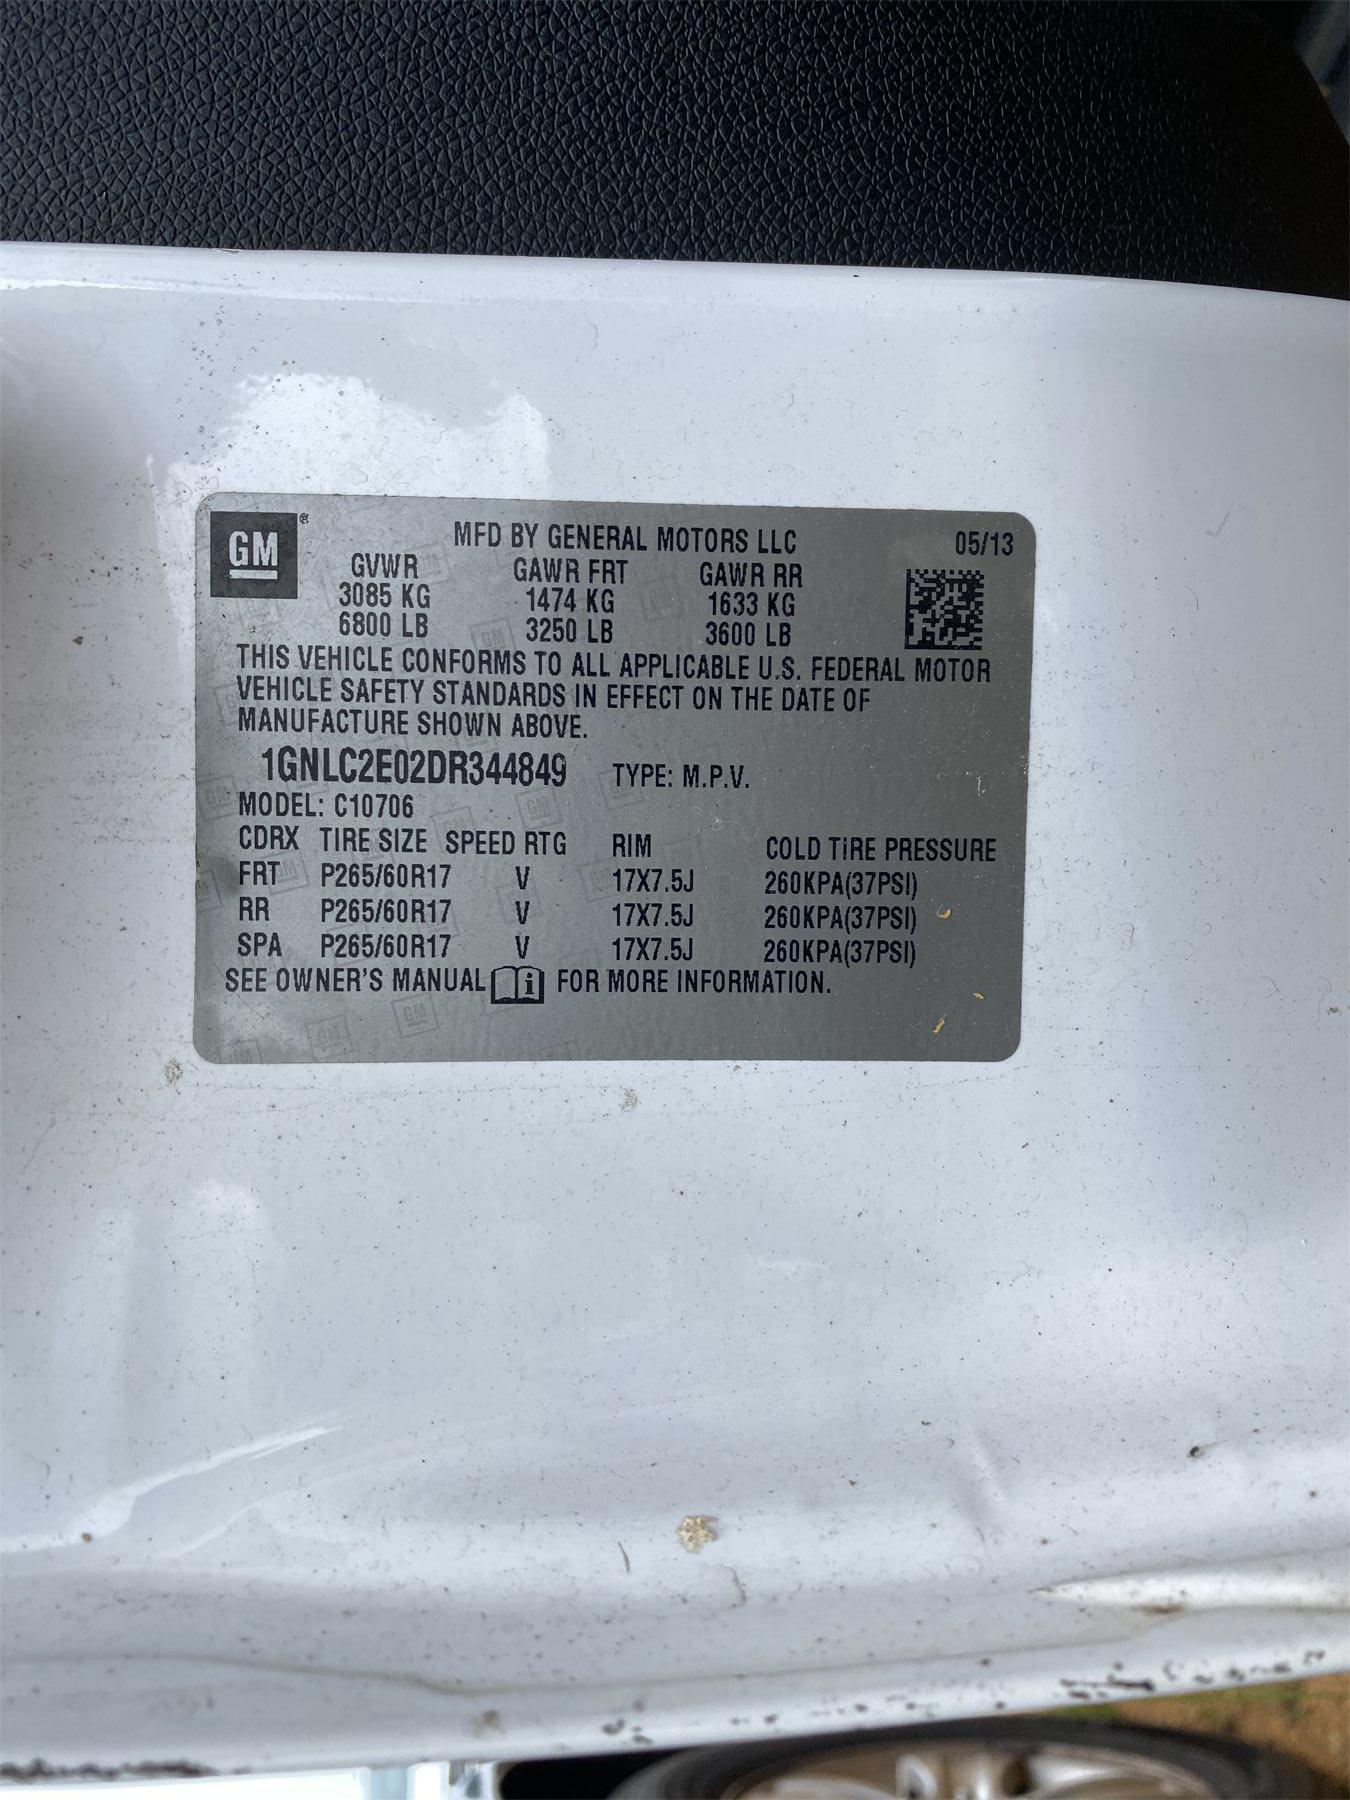 GM®
MFD BY GENERAL MOTORS LLC 05/13
GVWR GAWR FRT GAWR RR
3085 KG 1474 KG 1633 KG
6800 LB 3250 LB 3600 LB
THIS VEHICLE CONFORMS TO ALL APPLICABLE U.S. FEDERAL MOTOR
VEHICLE SAFETY STANDARDS IN EFFECT ON THE DATE OF
MANUFACTURE SHOWN ABOVE.
1GNLC2E02DR344849 TYPE: M.P.V.
MODEL: C10706
CDRX TIRE SIZE SPEED RTG RIM COLD TIRE PRESSURE
FRT P265/60R17 V 17X7.5J 260KPA(37PSI)
RR P265/60R17 V 17X7.5J 260KPA(37PSI)
SPA P265/60R17 V 17X7.5J 260KPA(37PSI)
SEE OWNER'S MANUAL i FOR MORE INFORMATION.